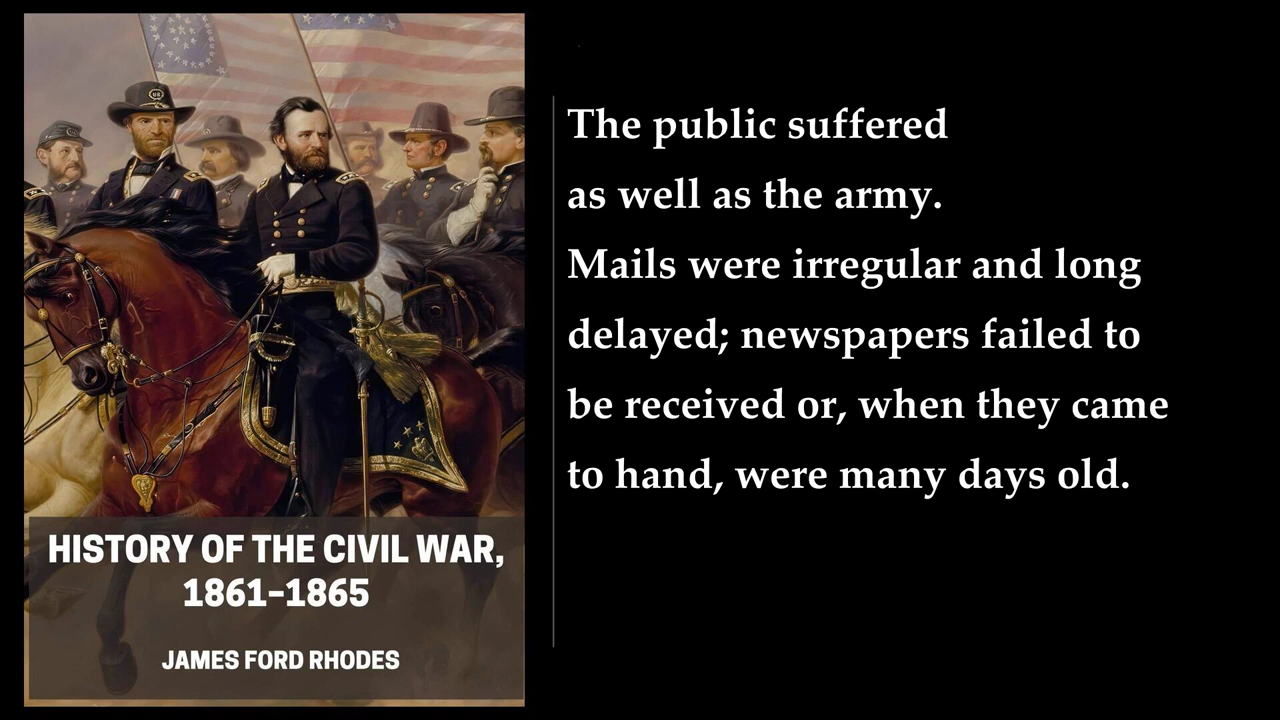 The public suffered
as well as the army.
Mails were irregular and long
delayed; newspapers failed to
be received or, when they came
to hand, were many days old.
HISTORY OF THE CIVIL WAR,
1861–1865
JAMES FORD RHODES